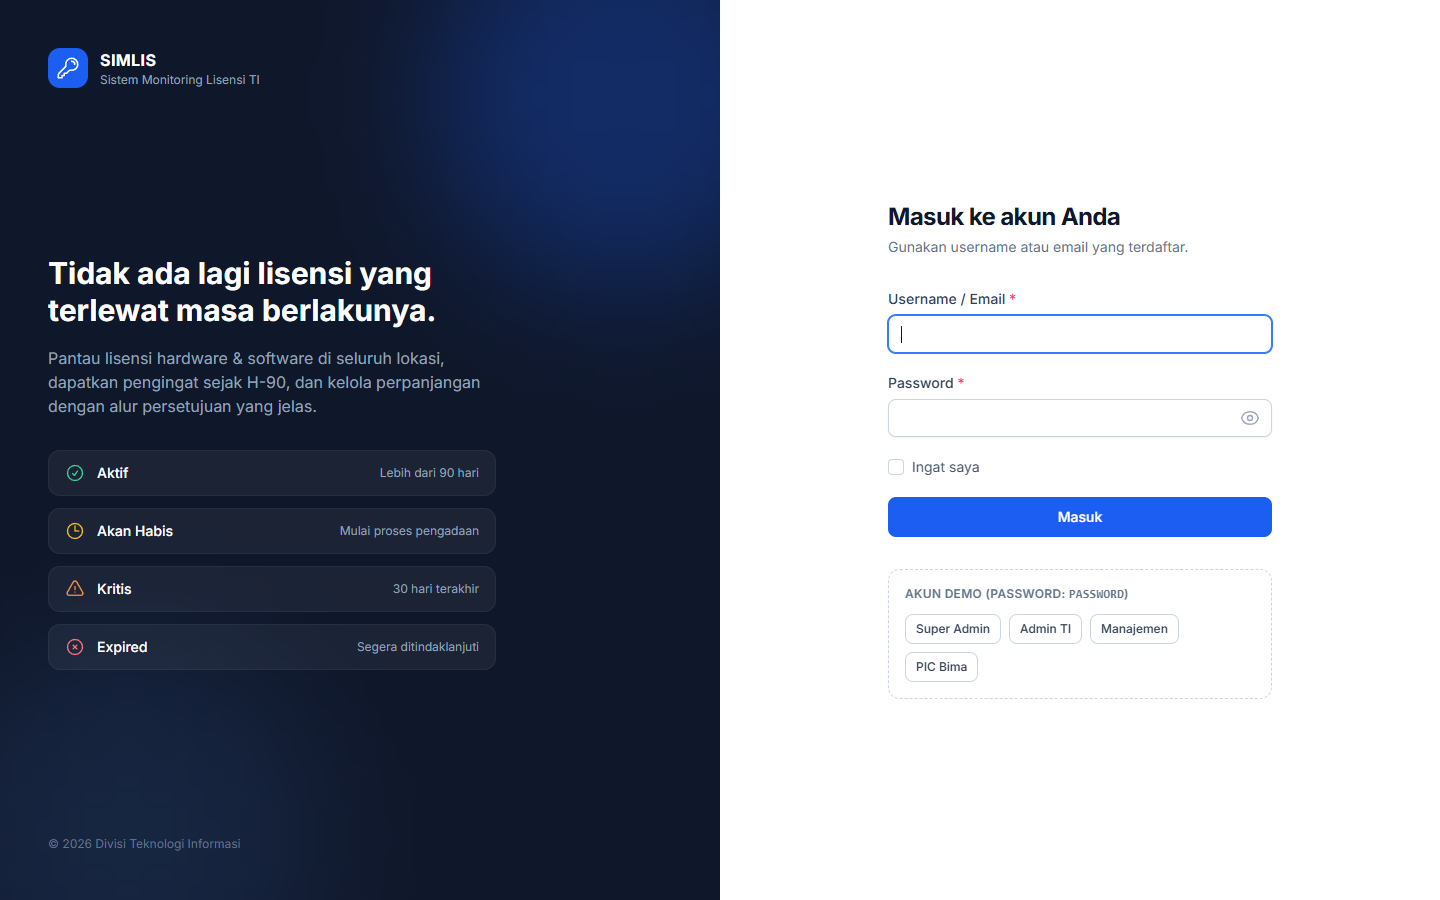 SIMLIS
Sistem Monitoring Lisensi TI
Tidak ada lagi lisensi yang
terlewat masa berlakunya.
Pantau lisensi hardware & software di seluruh lokasi,
dapatkan pengingat sejak H-90, dan kelola perpanjangan
dengan alur persetujuan yang jelas.
Aktif Lebih dari 90 hari
Akan Habis Mulai proses pengadaan
Kritis 30 hari terakhir
Expired Segera ditindaklanjuti
© 2026 Divisi Teknologi Informasi
Masuk ke akun Anda
Gunakan username atau email yang terdaftar.
Username / Email *
Password *
Ingat saya
Masuk
AKUN DEMO (PASSWORD: PASSWORD)
Super Admin Admin TI Manajemen
PIC Bima